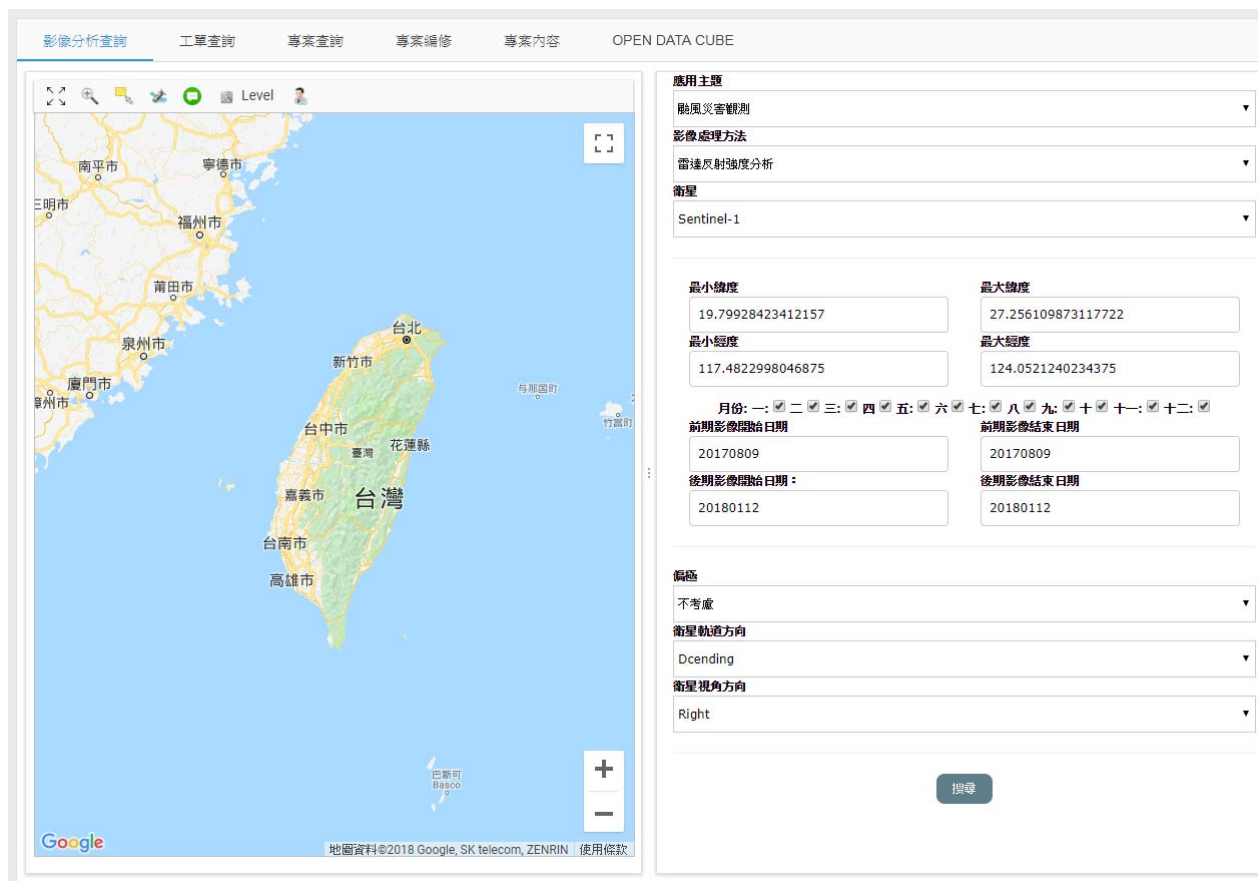 影像分析查詢 工單查詢 專案查詢 專案編修 專案內容 OPEN DATA CUBE
Level
南平市
寧德市
三明市
福州市
莆田市
泉州市
廈門市
漳州市
台北
新竹市
与那国町
竹富町
台中市
花蓮縣
臺灣
嘉義市
台灣
台南市
高雄市
巴斯可
Basco
Google
地圖資料©2018 Google, SK telecom, ZENRIN 使用條款
應用主題
颱風災害觀測
影像處理方法
雷達反射強度分析
衛星
Sentinel-1
最小緯度 最大緯度
19.79928423412157 27.256109873117722
最小經度 最大經度
117.4822998046875 124.0521240234375
月份: 一: 二 三: 四 五: 六 七: 八 九: 十 十一: 十二:
前期影像開始日期 前期影像結束日期
20170809 20170809
後期影像開始日期： 後期影像結束日期
20180112 20180112
偏極
不考慮
衛星軌道方向
Dcending
衛星視角方向
Right
搜尋